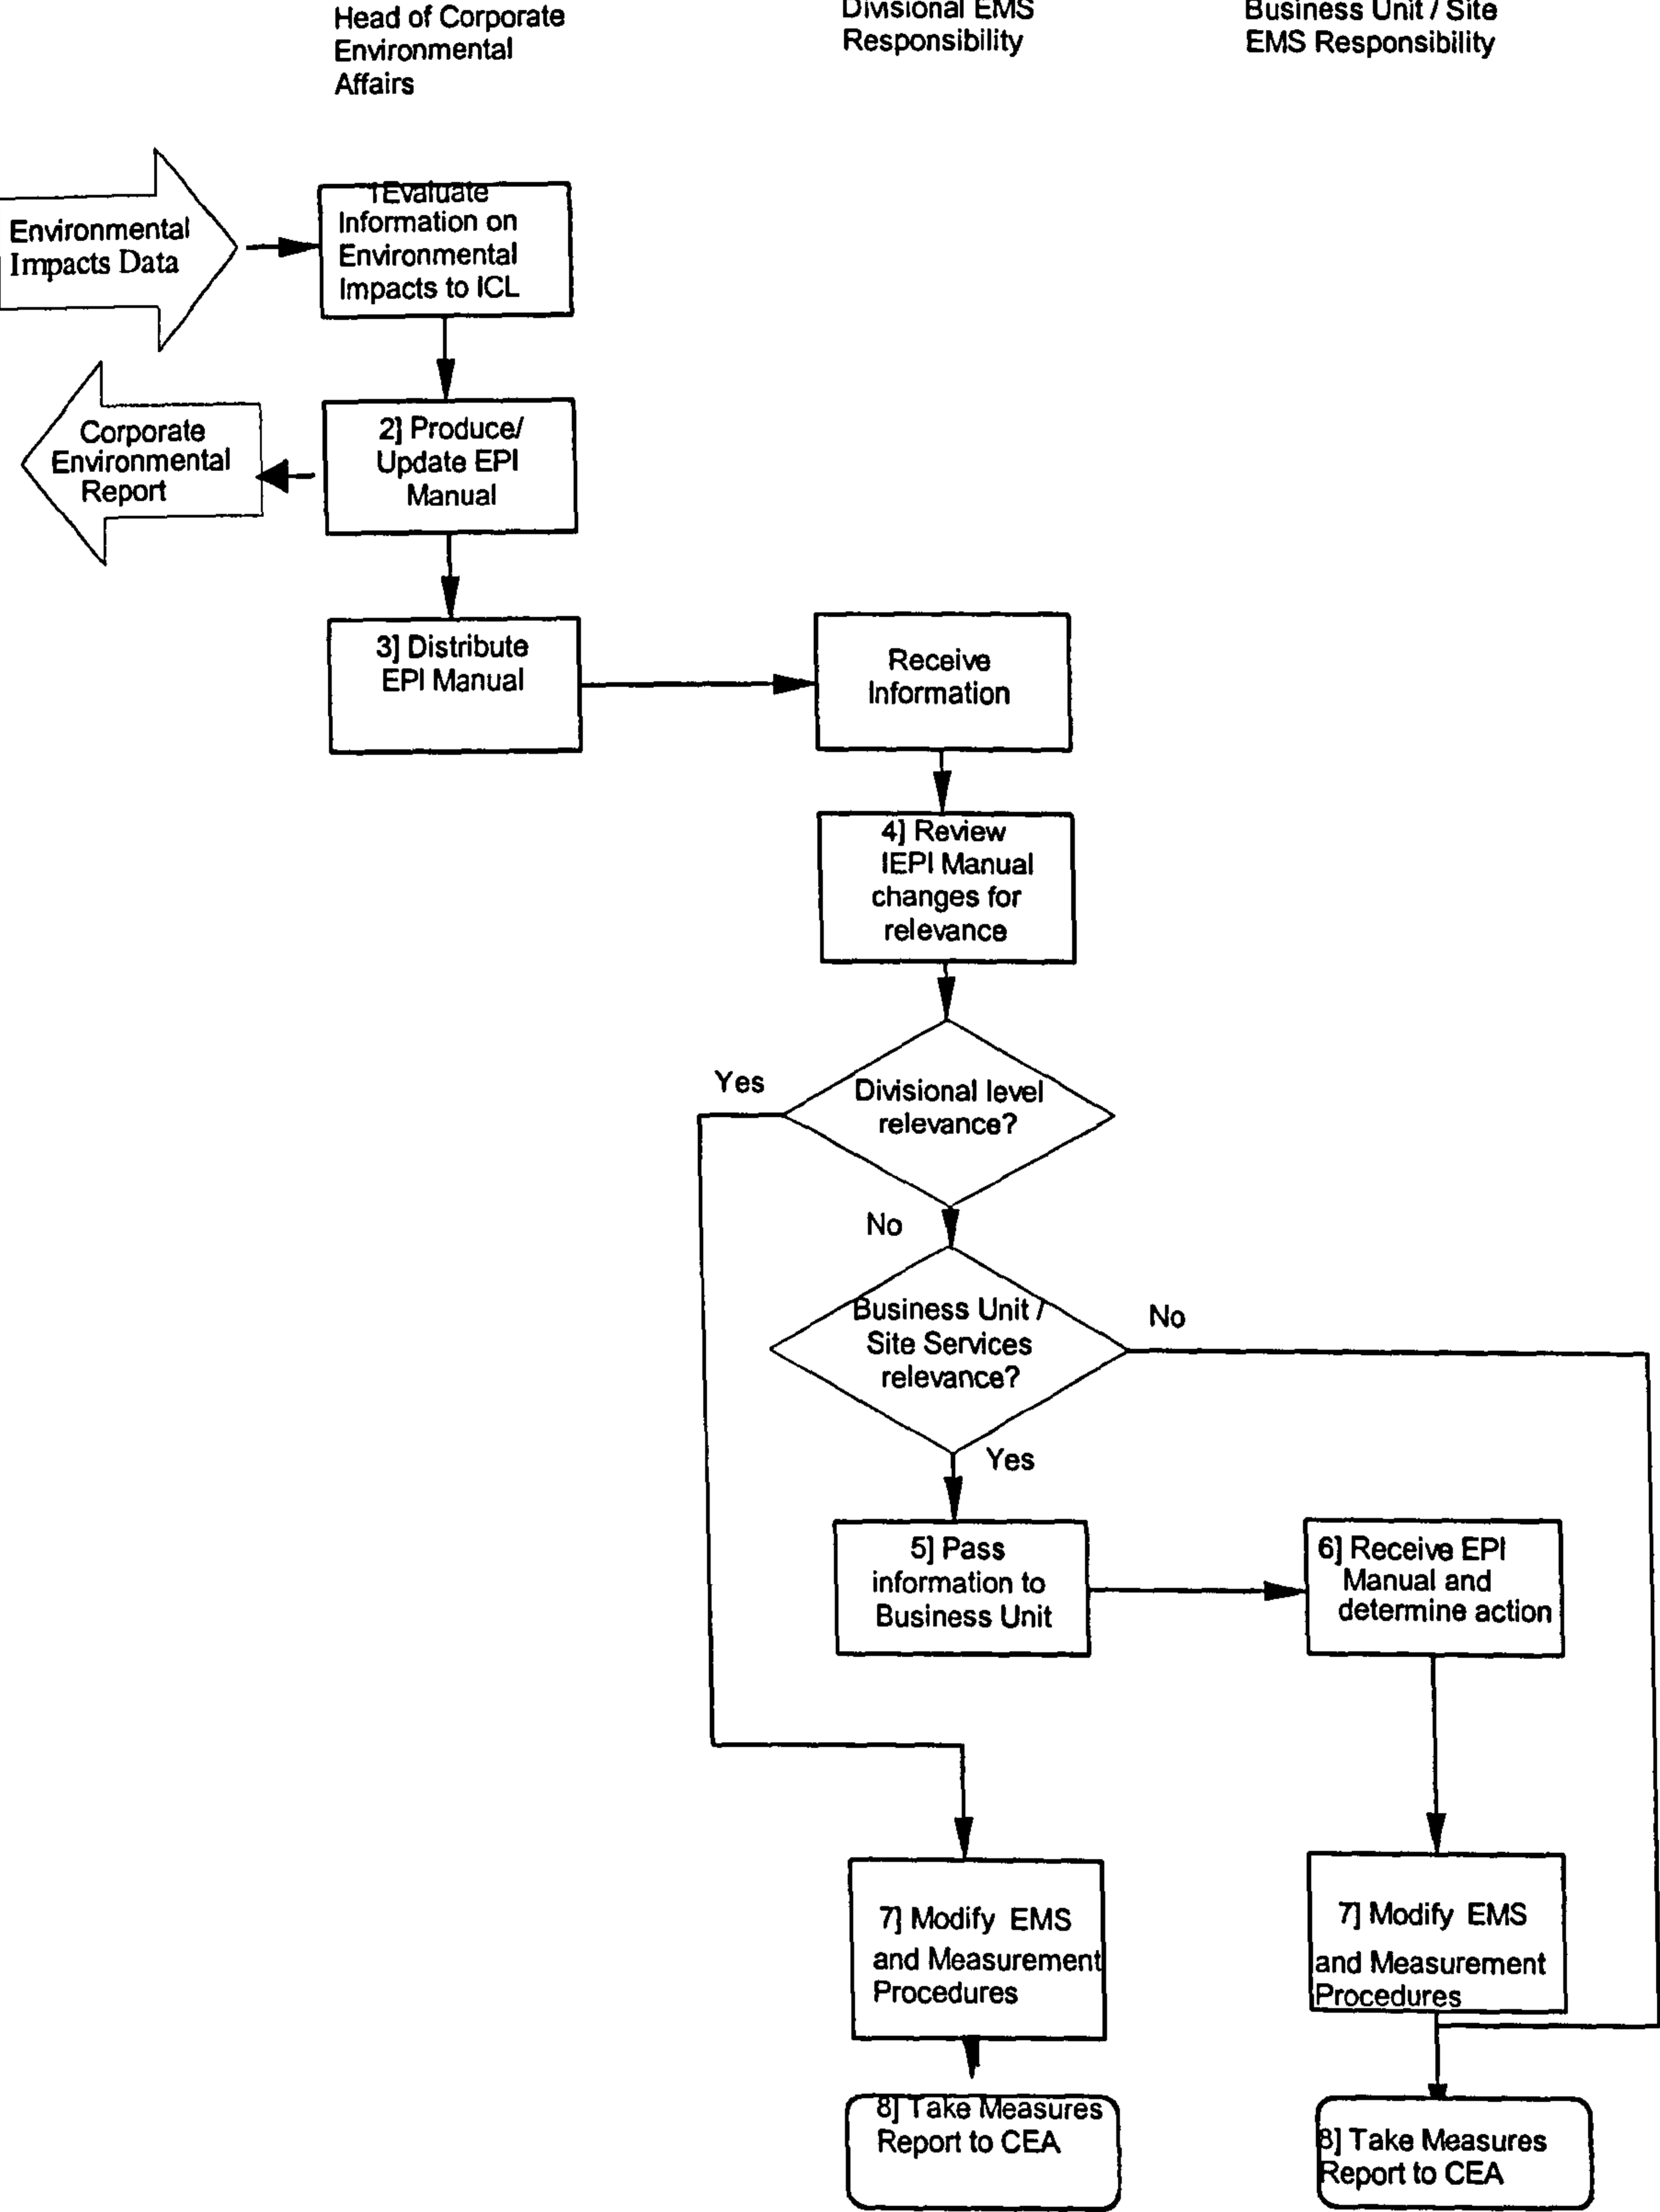 Head of Corporate
Environmental
Affairs
Divisional EMS
Responsibility
Business Unit / Site
EMS Responsibility
Environmental
Impacts Data
Evaluate
Information on
Environmental
Impacts to ICL
Corporate
Environmental
Report
2] Produce/
Update EPI
Manual
3] Distribute
EPI Manual
Receive
Information
4] Review
IEPI Manual
changes for
relevance
Yes
Divisional level
relevance?
No
Business Unit /
Site Services
relevance?
No
Yes
5] Pass
information to
Business Unit
6] Receive EPI
Manual and
determine action
7] Modify EMS
and Measurement
Procedures
7] Modify EMS
and Measurement
Procedures
8] Take Measures
Report to CEA
8] Take Measures
Report to CEA